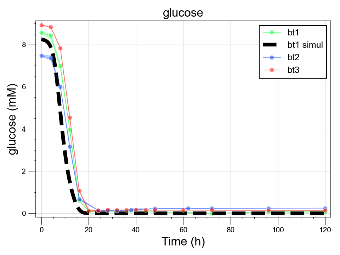 glucose
bt1
bt1 simul
bt2
bt3
glucose (mM)
8
6
4
2
0
0
20
40
60
80
100
120
Time (h)